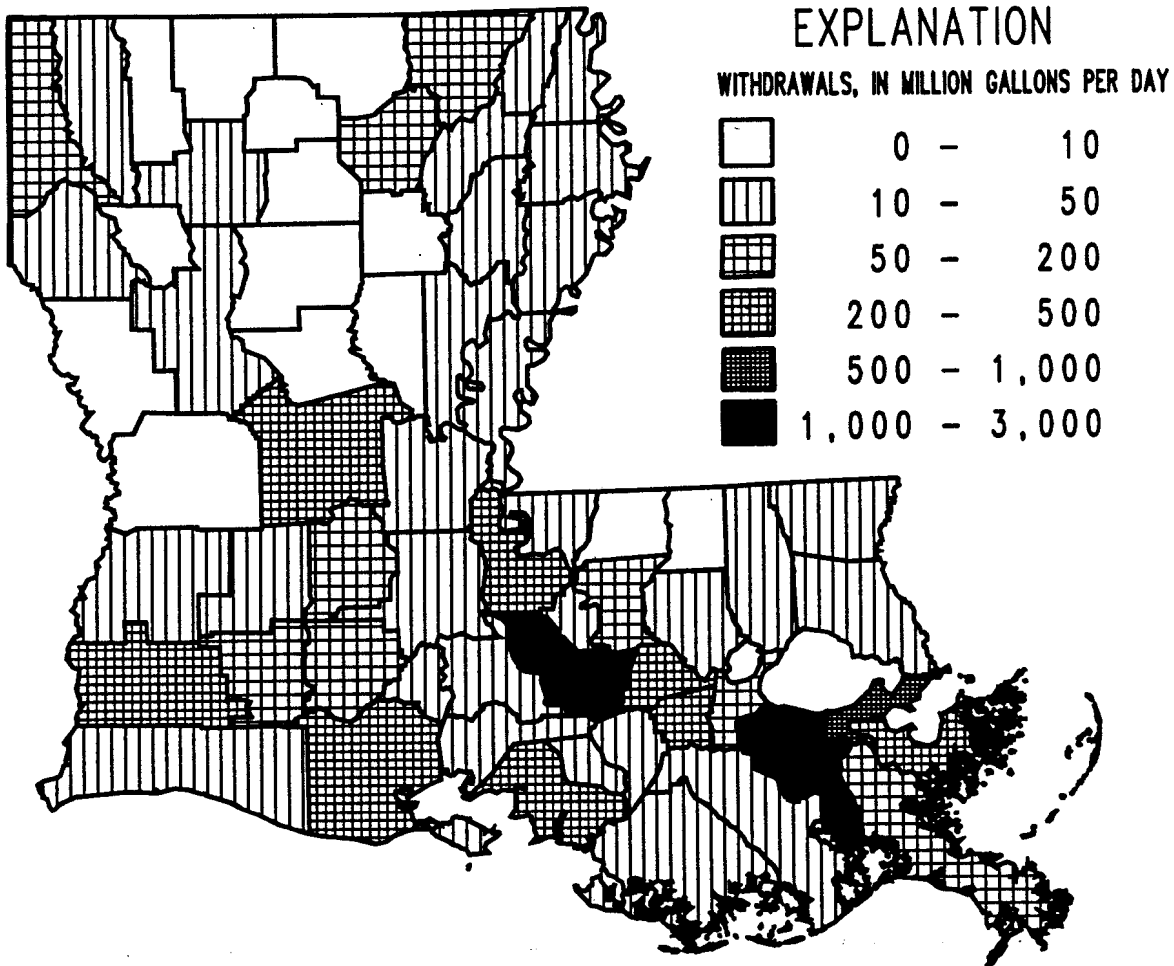 EXPLANATION
WITHDRAWALS, IN MILLION GALLONS PER DAY
0 - 10
10 - 50
50 - 200
200 - 500
500 - 1,000
1,000 - 3,000